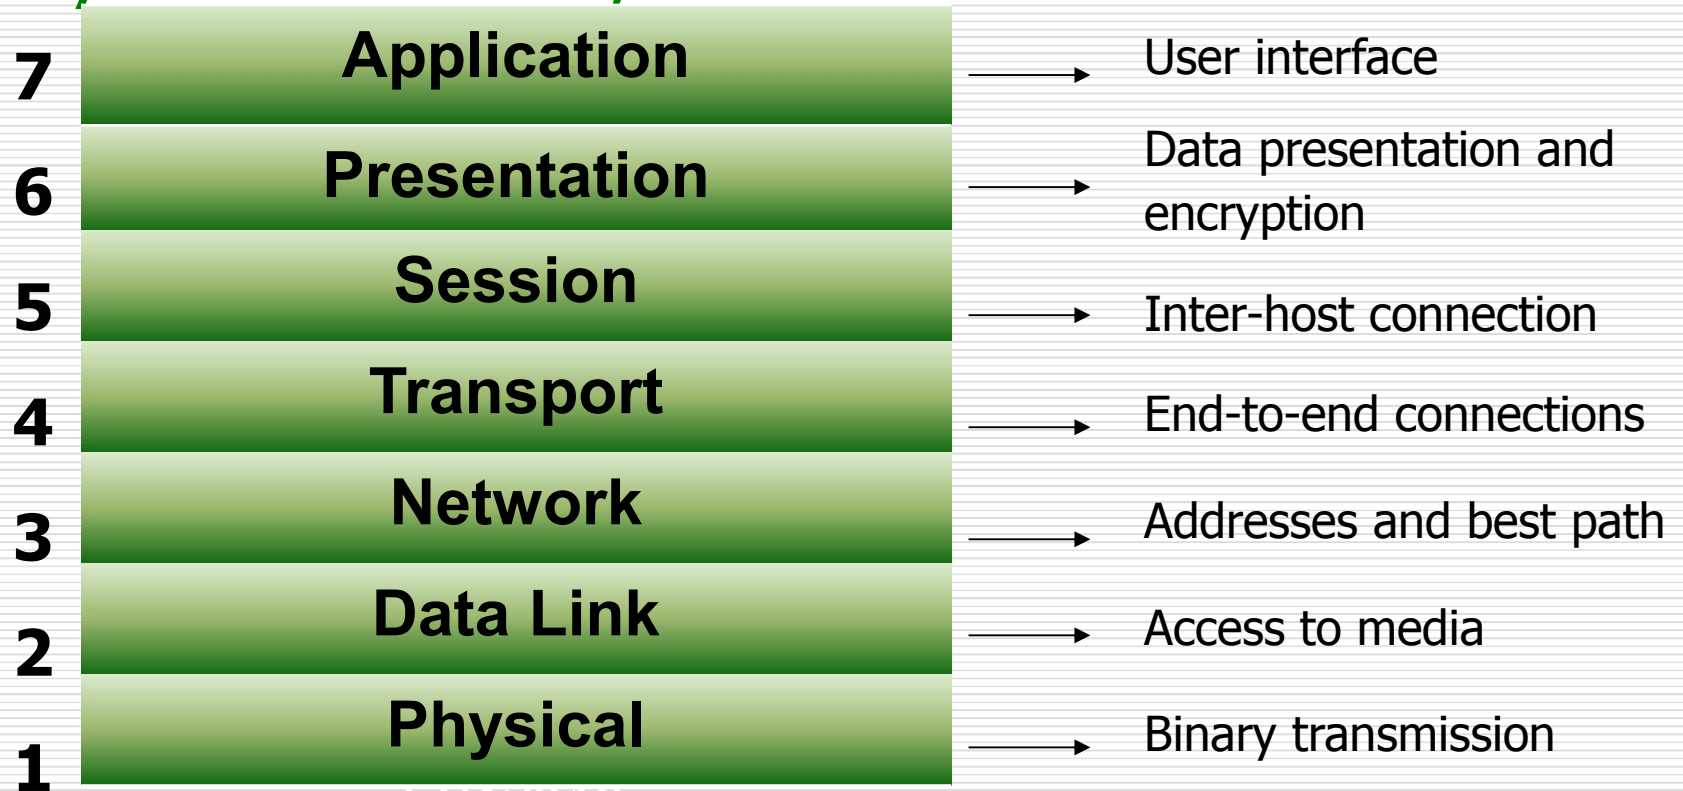 7 Application User interface
6 Presentation Data presentation and
encryption
5 Session Inter-host connection
4 Transport End-to-end connections
3 Network Addresses and best path
2 Data Link Access to media
1 Physical Binary transmission